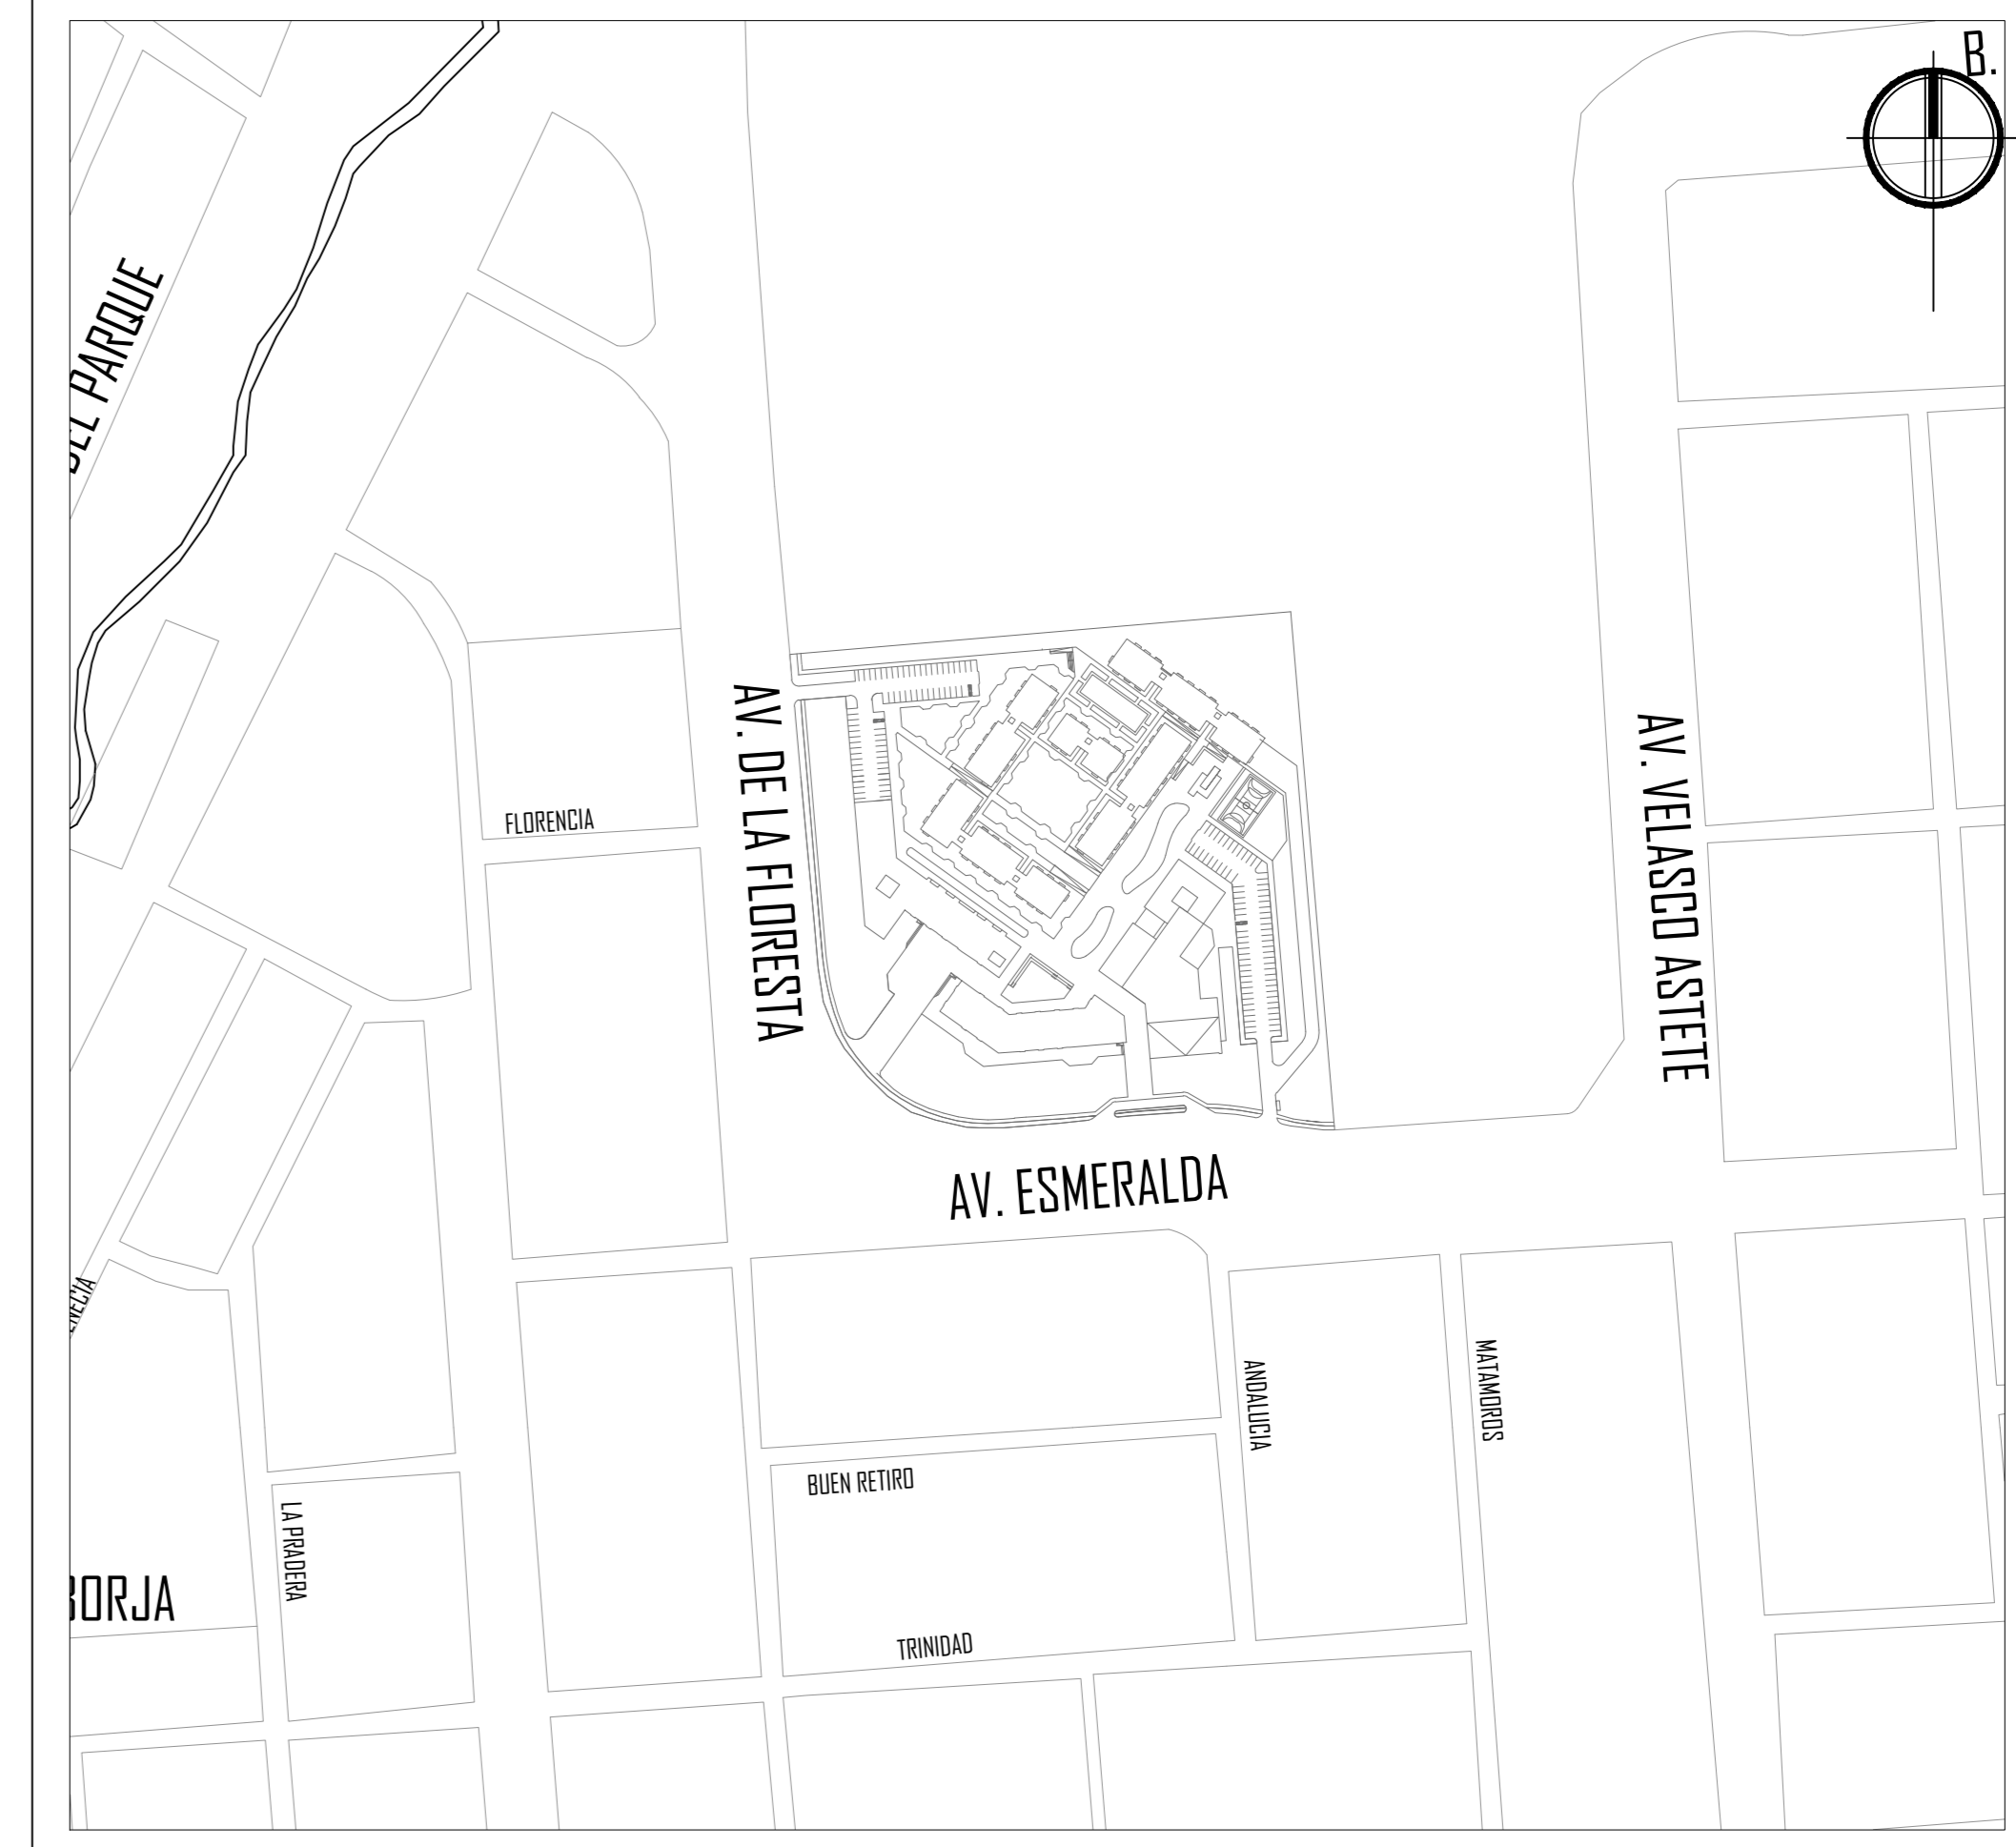 B.
PARQUE
AV. DE LA FLORESTA
AV. VELASCO ASTETE
FLORENCIA
AV. ESMERALDA
ANDALUCIA
MATAMOROS
BUEN RETIRO
LA PRADERA
BORJA
TRINIDAD